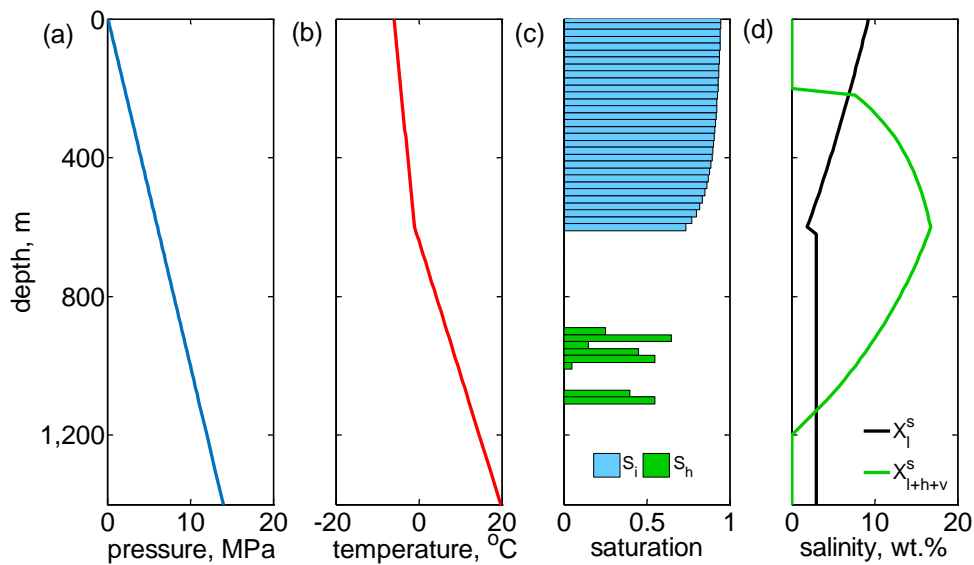 (a)
(b)
(c)
(d)
0
400
800
1,200
depth, m
0
10
20
pressure, MPa
-20
0
20
temperature, °C
S_i
S_h
0
0.5
1
saturation
X_l^s
X_{l+h+v}^s
0
10
20
salinity, wt.%